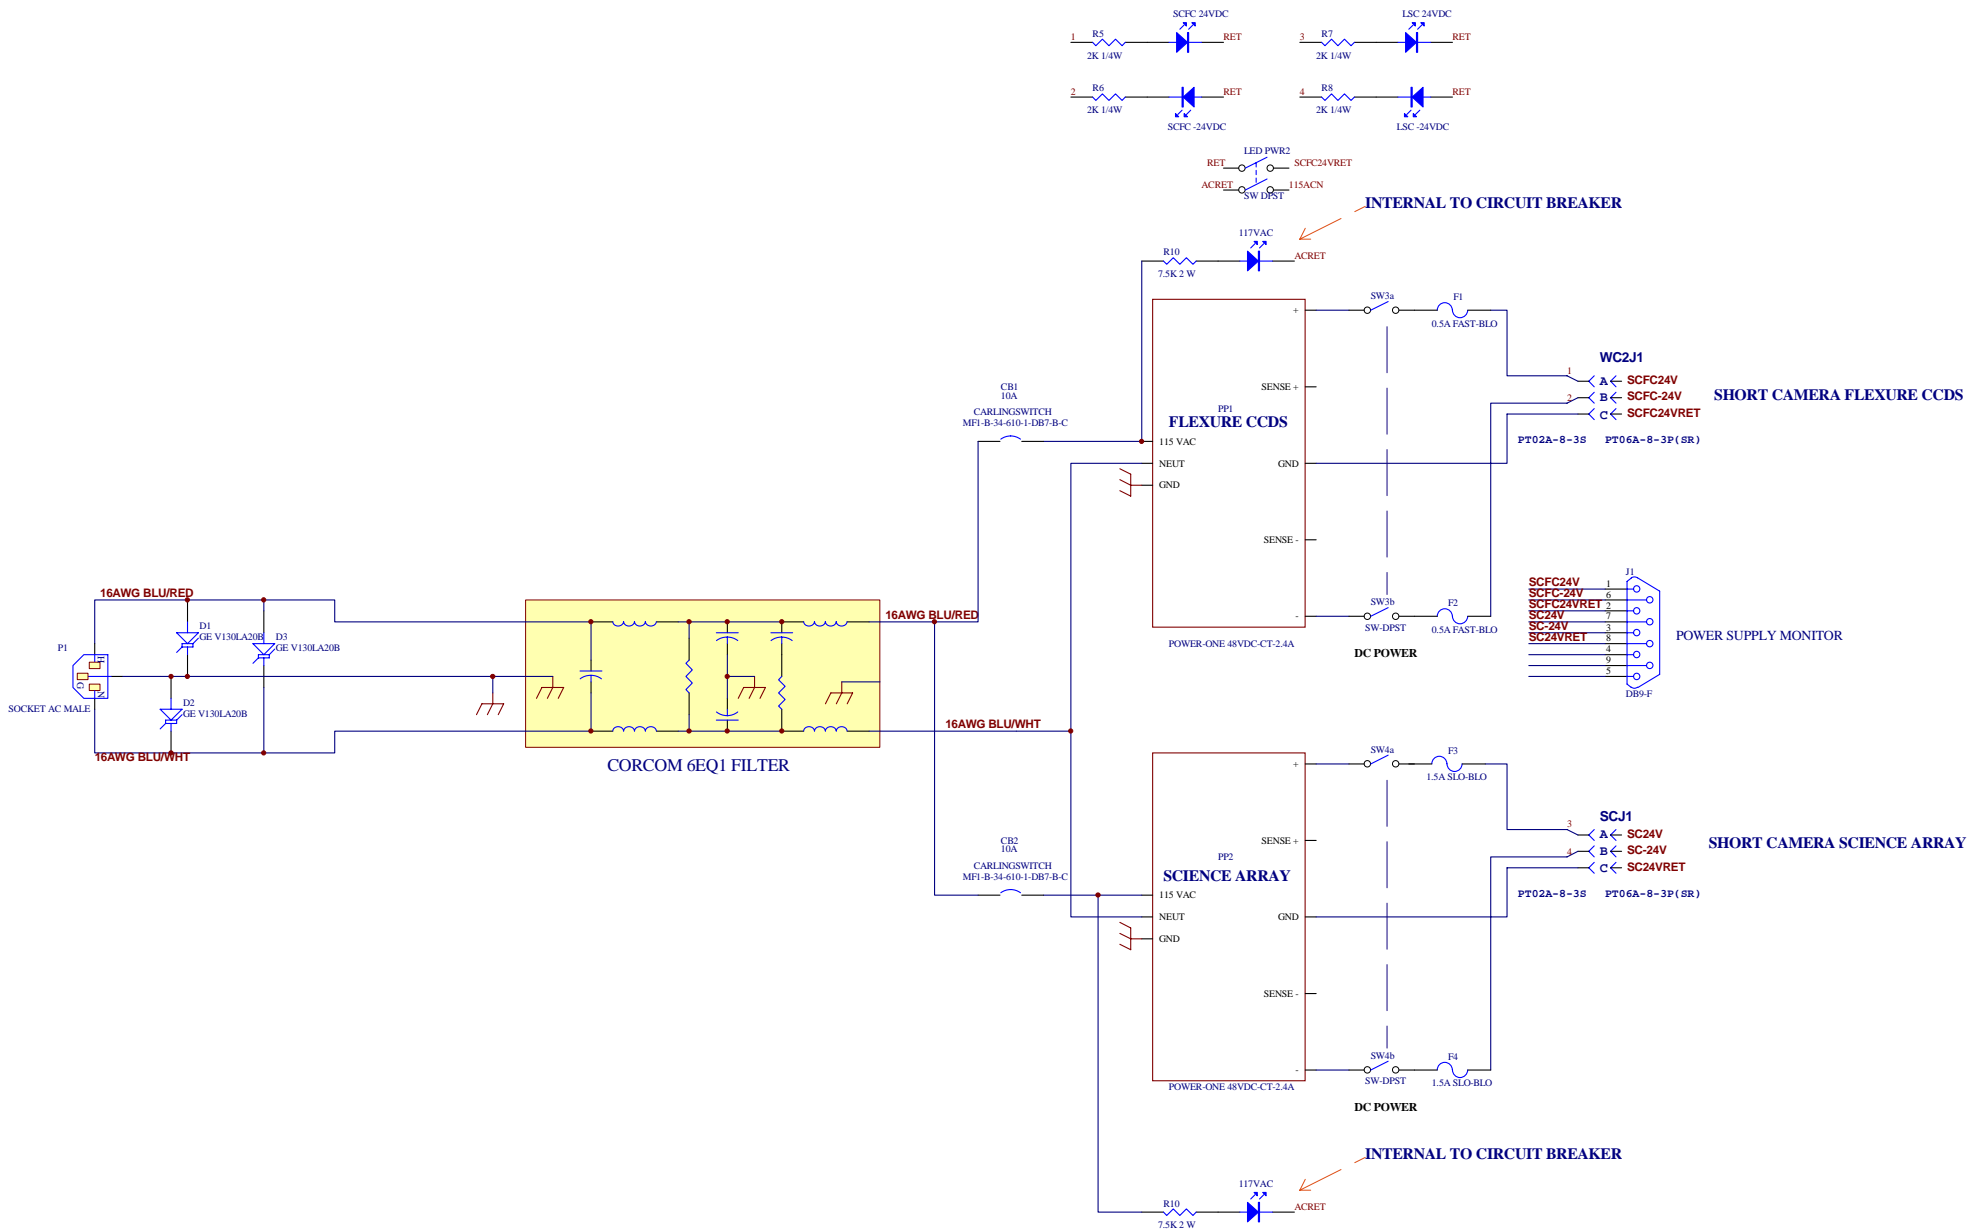 SCFC 24VDC
1
R5
RET
2K 1/4W
LSC 24VDC
3
R7
RET
2K 1/4W
2
R6
RET
2K 1/4W
SCFC -24VDC
4
R8
RET
2K 1/4W
LSC -24VDC
LED PWR2
RET
SCFC24VRET
ACRET
115ACN
SW DPST
INTERNAL TO CIRCUIT BREAKER
117VAC
R10
ACRET
7.5K 2 W
SW3a
F1
+
0.5A FAST-BLO
WC2J1
1
A
SCFC24V
2
B
SCFC-24V
C
SCFC24VRET
SHORT CAMERA FLEXURE CCDS
PT02A-8-3S
PT06A-8-3P(SR)
CB1
10A
CARLINGSWITCH
MF1-B-34-610-1-DB7-B-C
SENSE +
PP1
FLEXURE CCDS
115 VAC
NEUT
GND
GND
SENSE -
-
SW3b
F2
SW-DPST
0.5A FAST-BLO
POWER-ONE 48VDC-CT-2.4A
DC POWER
J1
SCFC24V
1
SCFC-24V
6
SCFC24VRET
2
SC24V
7
SC-24V
3
SC24VRET
8
4
9
5
DB9-F
POWER SUPPLY MONITOR
16AWG BLU/RED
D1
GE V130LA20B
D3
GE V130LA20B
P1
H
G
N
SOCKET AC MALE
D2
GE V130LA20B
16AWG BLU/WHT
CORCOM 6EQ1 FILTER
16AWG BLU/RED
16AWG BLU/WHT
CB2
10A
CARLINGSWITCH
MF1-B-34-610-1-DB7-B-C
SW4a
F3
+
1.5A SLO-BLO
SENSE +
PP2
SCIENCE ARRAY
115 VAC
NEUT
GND
GND
SENSE -
-
SCJ1
3
A
SC24V
4
B
SC-24V
C
SC24VRET
SHORT CAMERA SCIENCE ARRAY
PT02A-8-3S
PT06A-8-3P(SR)
SW4b
F4
SW-DPST
1.5A SLO-BLO
POWER-ONE 48VDC-CT-2.4A
DC POWER
INTERNAL TO CIRCUIT BREAKER
117VAC
R10
ACRET
7.5K 2 W